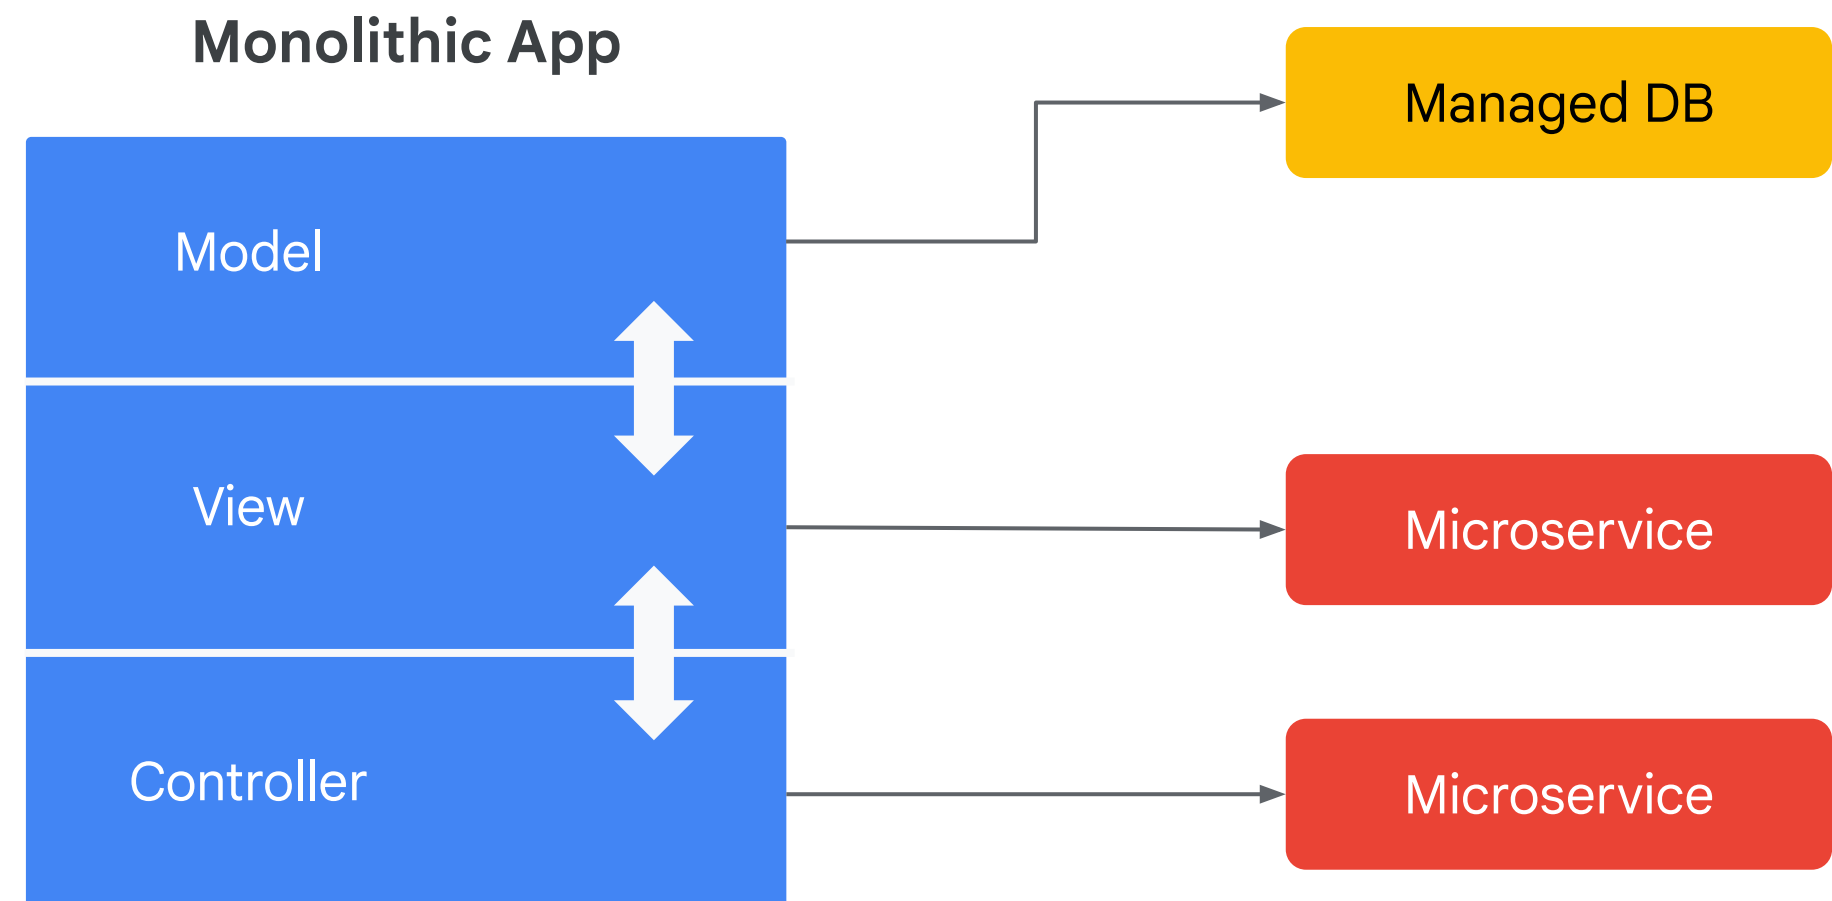 Monolithic App
Managed DB
Model
View
Microservice
Controller
Microservice